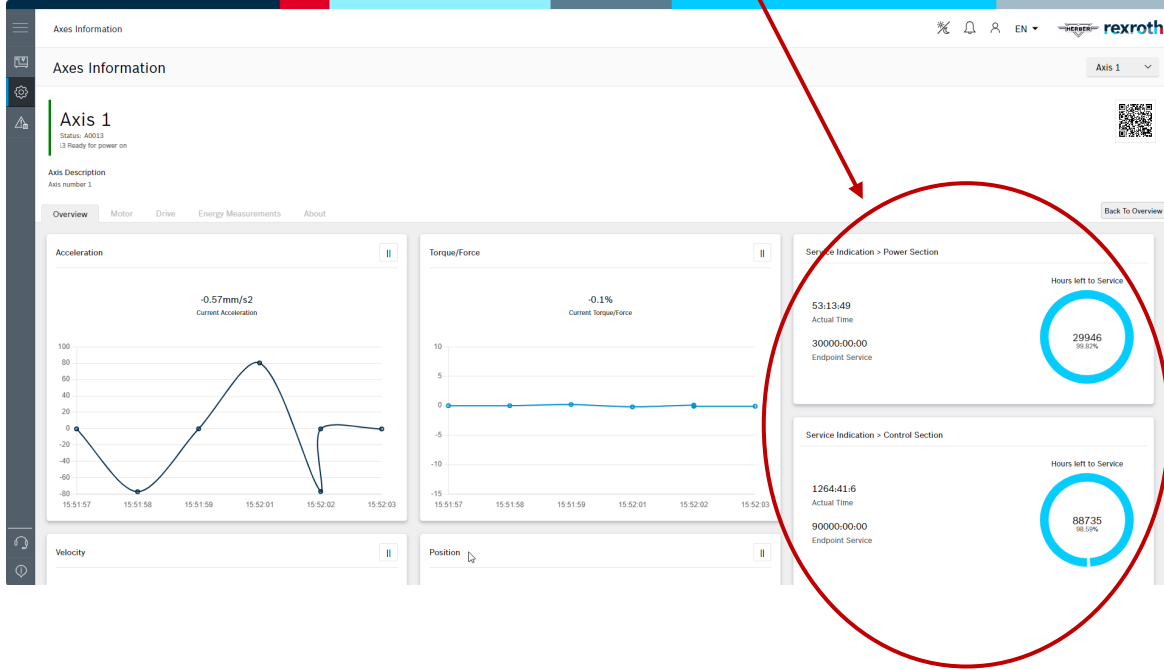 Axes Information
EN
HERBER
rexroth
Axes Information
Axis 1
Axis 1
Status: A0013
:3 Ready for power on
Axis Description
Axis number 1
Overview
Motor
Drive
Energy Measurements
About
Back To Overview
Acceleration
-0.57mm/s2
Current Acceleration
100
80
60
40
20
0
-20
-40
-60
-80
15:51:57
15:51:58
15:51:59
15:52:01
15:52:02
15:52:03
Torque/Force
-0.1%
Current Torque/Force
10
5
0
-5
-10
-15
15:51:57
15:51:58
15:51:59
15:52:01
15:52:02
15:52:03
Service Indication > Power Section
Hours left to Service
53:13:49
Actual Time
30000:00:00
Endpoint Service
29946
99.82%
Service Indication > Control Section
Hours left to Service
1264:41:6
Actual Time
90000:00:00
Endpoint Service
88735
98.59%
Velocity
Position